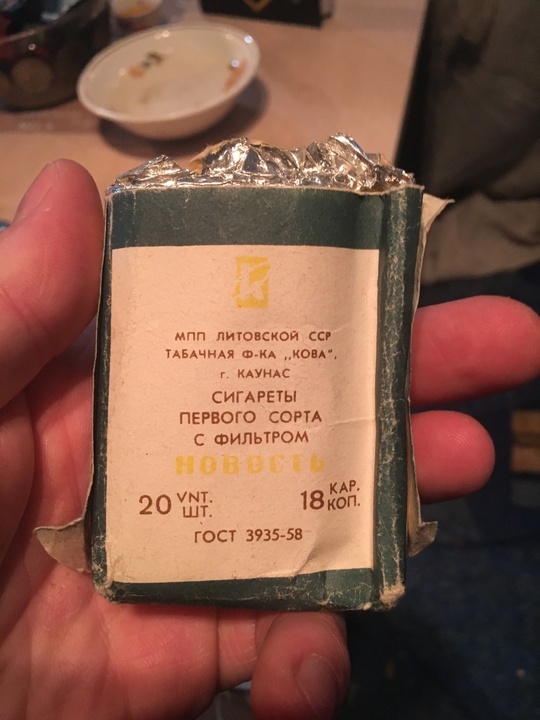 K
МПП ЛИТОВСКОЙ ССР
ТАБАЧНАЯ Ф-КА „КОВА",
г. КАУНАС
СИГАРЕТЫ
ПЕРВОГО СОРТА
С ФИЛЬТРОМ
НОВОСТЬ
20 VNT. ШТ. 18 KAP. КОП.
ГОСТ 3935-58